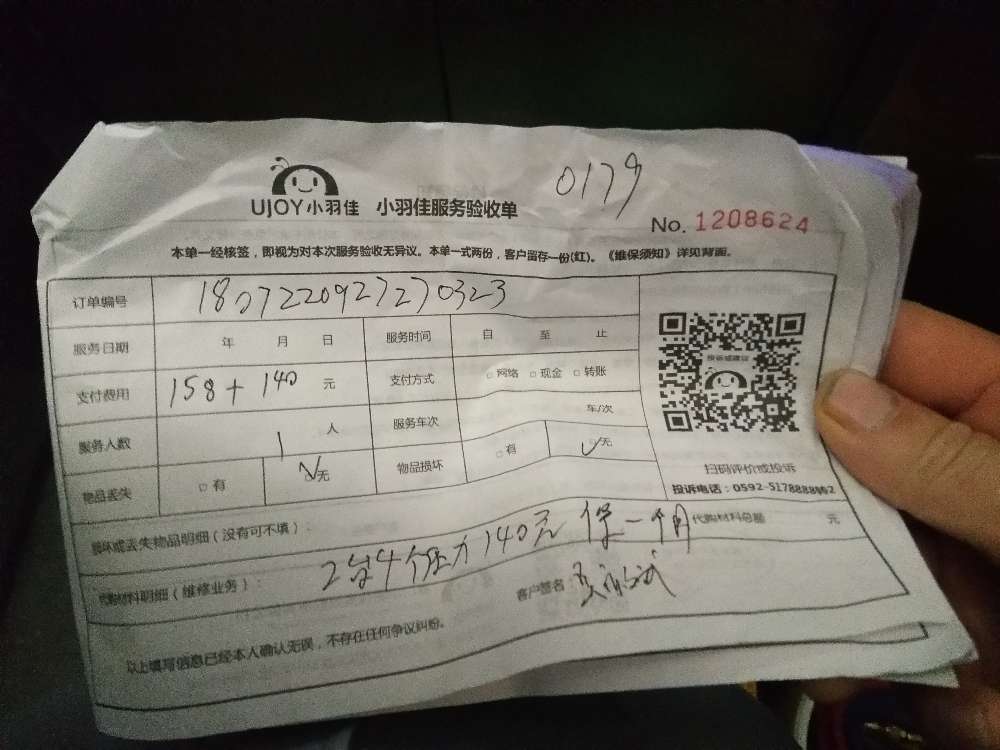 0179
UJOY小羽佳 小羽佳服务验收单
No. 1208624
本单一经核签，即视为对本次服务验收无异议。本单一式两份，客户留存一份(红)。《维保须知》详见背面。
订单编号 180722092727270323
服务日期 年 月 日 服务时间 自 至 止
支付费用 158+140 元 支付方式 □网络 □现金 □转账
服务人数 1 人 服务车次 车/次
物品丢失 □有 √无 物品损坏 □有 √无
投诉或建议
扫码评价或投诉
投诉电话：0592-5178888
损坏或丢失物品明细（没有可不填）：
代购材料明细（维修业务）： 2台4个压力140元 保一个月 代购材料总额 元
客户签名：
以上填写信息已经本人确认无误，不存在任何争议纠纷。